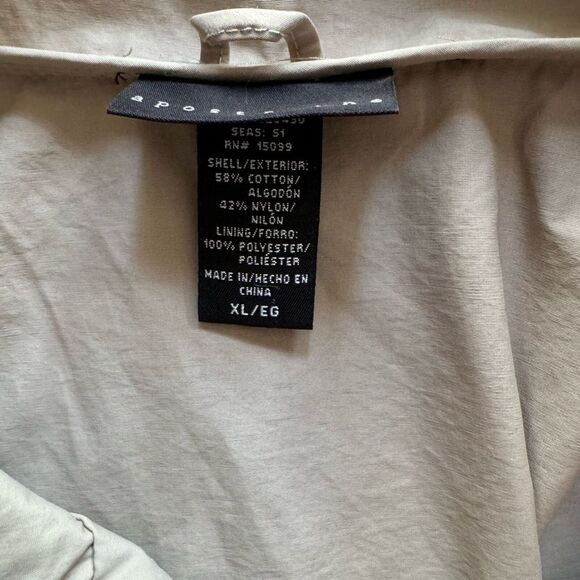 SEAS: S1
RN# 15099
SHELL/EXTERIOR:
58% COTTON/
ALGODÓN
42% NYLON/
NILÓN
LINING/FORRO:
100% POLYESTER/
POLIÉSTER
MADE IN/HECHO EN
CHINA
XL/EG